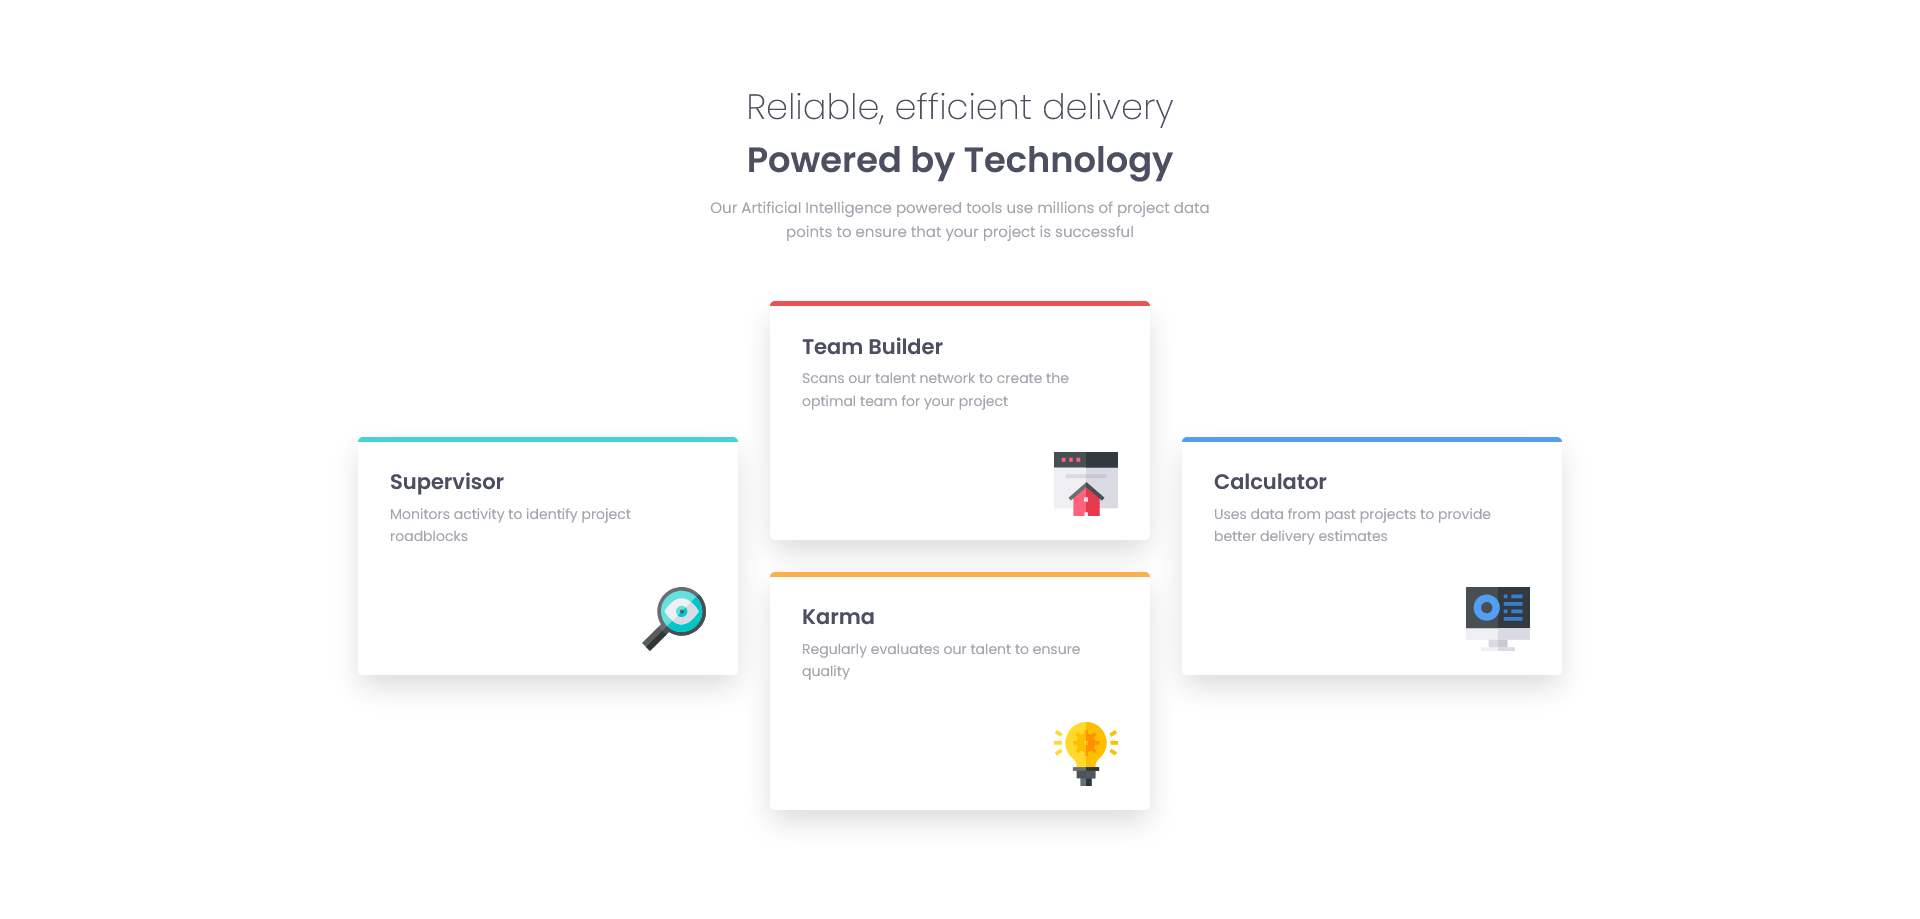 Reliable, efficient delivery
Powered by Technology
Our Artificial Intelligence powered tools use millions of project data
points to ensure that your project is successful
Supervisor
Monitors activity to identify project
roadblocks
Team Builder
Scans our talent network to create the
optimal team for your project
Karma
Regularly evaluates our talent to ensure
quality
Calculator
Uses data from past projects to provide
better delivery estimates